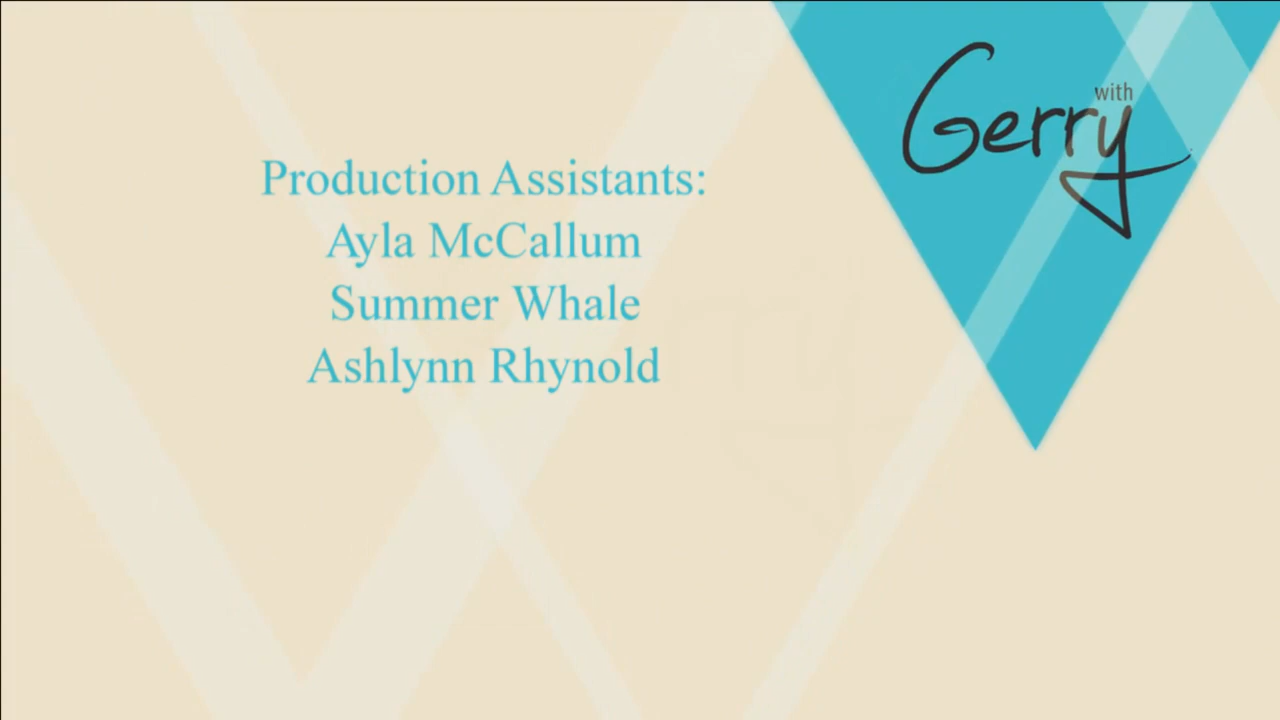 with
Gerry
Production Assistants:
Ayla McCallum
Summer Whale
Ashlynn Rhynold